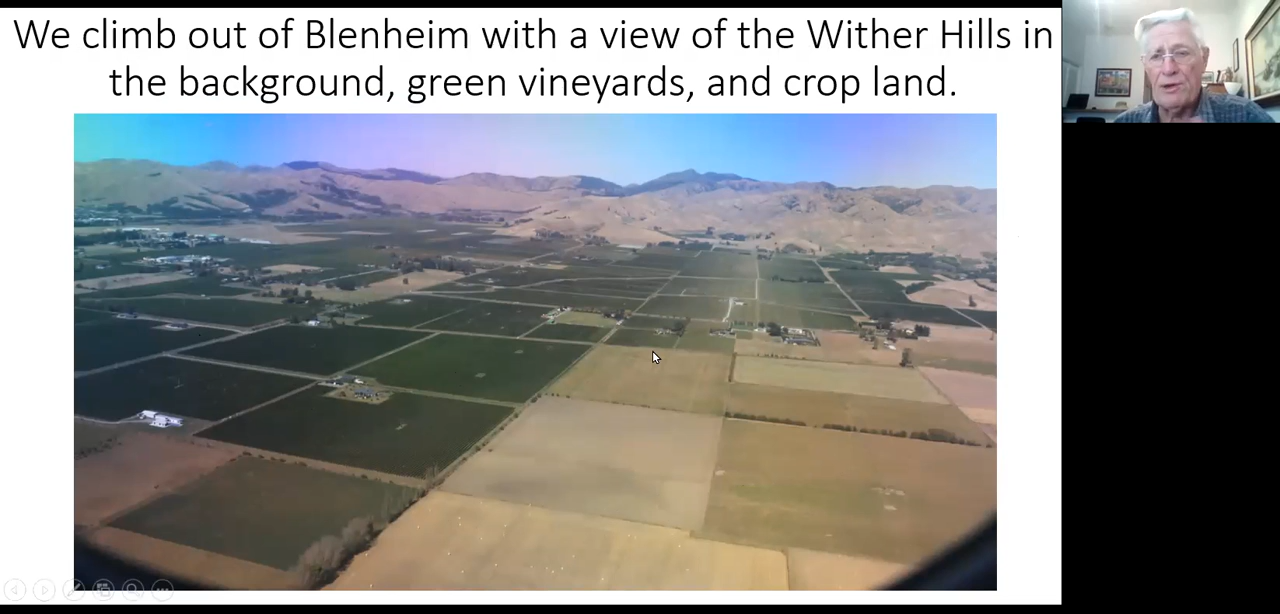 We climb out of Blenheim with a view of the Wither Hills in
the background, green vineyards, and crop land.